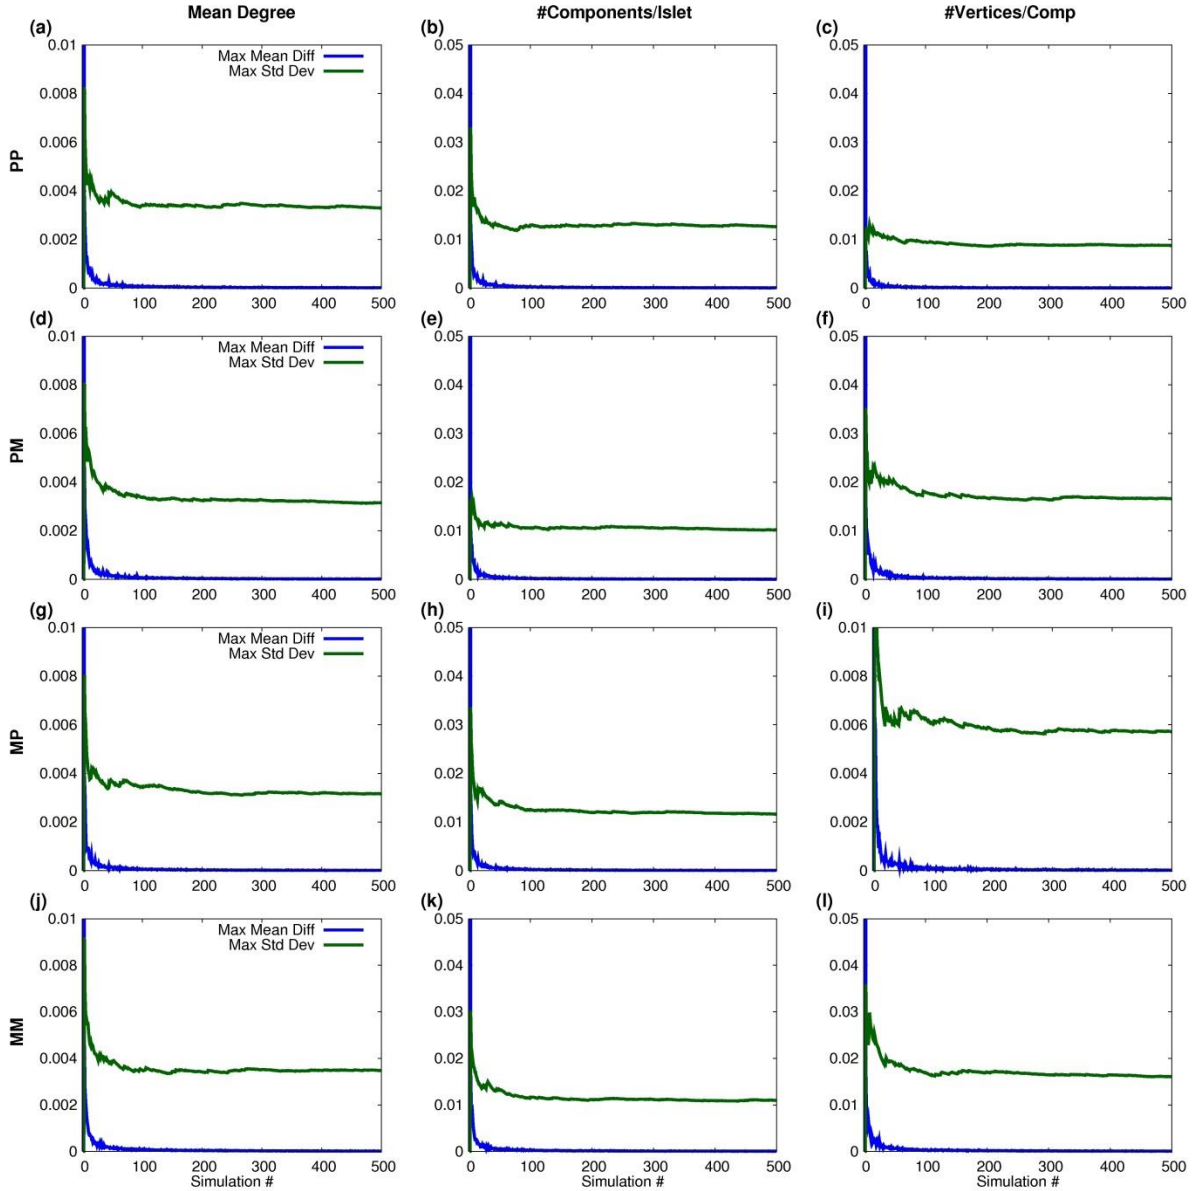 Mean Degree #Components/Islet #Vertices/Comp
(a) (b) (c)
PP
0.01 0.008 0.006 0.004 0.002 0
Max Mean Diff
Max Std Dev
0 100 200 300 400 500
0.05 0.04 0.03 0.02 0.01 0
0 100 200 300 400 500
0.05 0.04 0.03 0.02 0.01 0
0 100 200 300 400 500
(d) (e) (f)
PM
0.01 0.008 0.006 0.004 0.002 0
Max Mean Diff
Max Std Dev
0 100 200 300 400 500
0.05 0.04 0.03 0.02 0.01 0
0 100 200 300 400 500
0.05 0.04 0.03 0.02 0.01 0
0 100 200 300 400 500
(g) (h) (i)
MP
0.01 0.008 0.006 0.004 0.002 0
Max Mean Diff
Max Std Dev
0 100 200 300 400 500
0.05 0.04 0.03 0.02 0.01 0
0 100 200 300 400 500
0.01 0.008 0.006 0.004 0.002 0
0 100 200 300 400 500
(j) (k) (l)
MM
0.01 0.008 0.006 0.004 0.002 0
Max Mean Diff
Max Std Dev
0 100 200 300 400 500
Simulation #
0.05 0.04 0.03 0.02 0.01 0
0 100 200 300 400 500
Simulation #
0.05 0.04 0.03 0.02 0.01 0
0 100 200 300 400 500
Simulation #